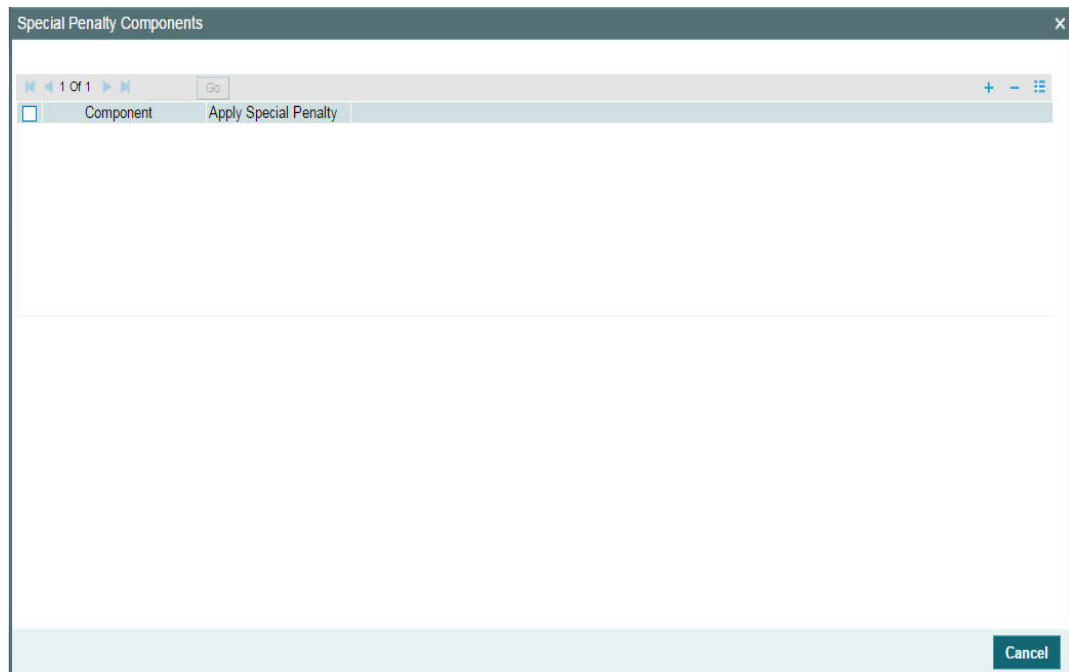 Special Penalty Components
1 Of 1 Go
Component Apply Special Penalty
Cancel